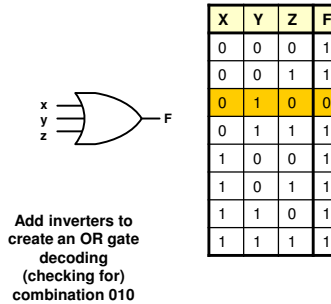 X Y Z F
0 0 0 1
0 0 1 1
0 1 0 0
0 1 1 1
1 0 0 1
1 0 1 1
1 1 0 1
1 1 1 1
x
y
z
F
Add inverters to
create an OR gate
decoding
(checking for)
combination 010